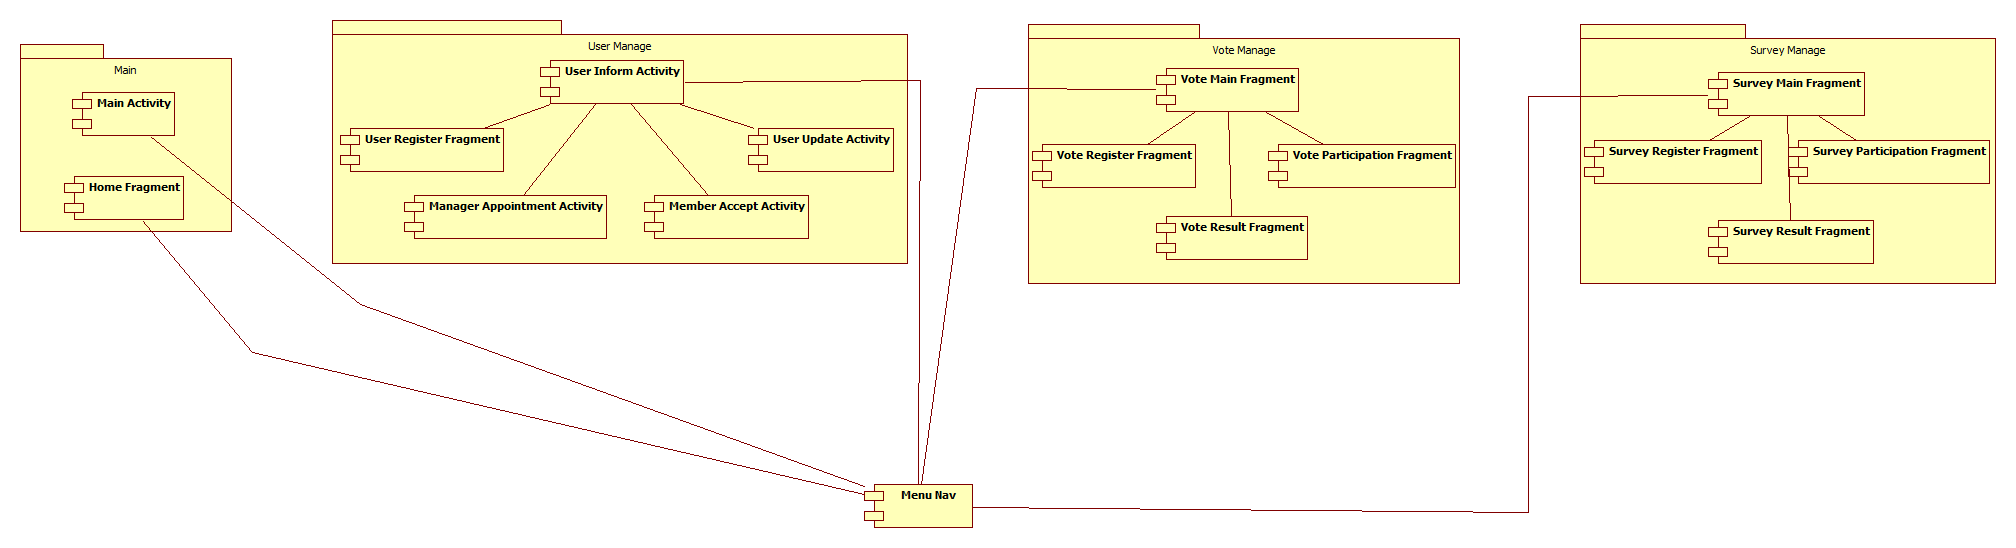 Main
Main Activity
Home Fragment
User Manage
User Inform Activity
User Register Fragment
User Update Activity
Manager Appointment Activity
Member Accept Activity
Vote Manage
Vote Main Fragment
Vote Register Fragment
Vote Participation Fragment
Vote Result Fragment
Survey Manage
Survey Main Fragment
Survey Register Fragment
Survey Participation Fragment
Survey Result Fragment
Menu Nav